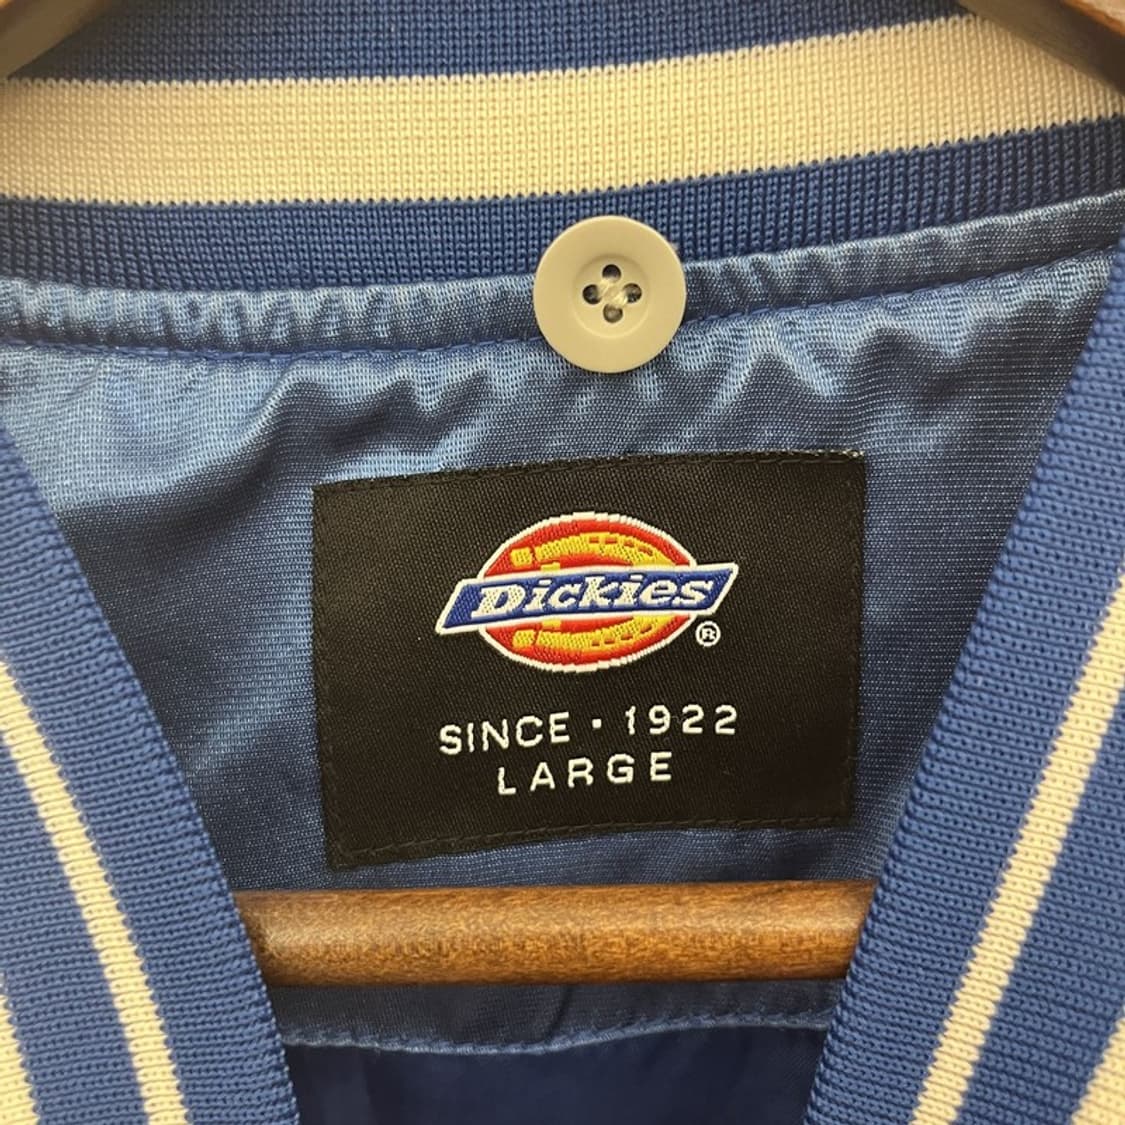 Dickies
®
SINCE · 1922
LARGE